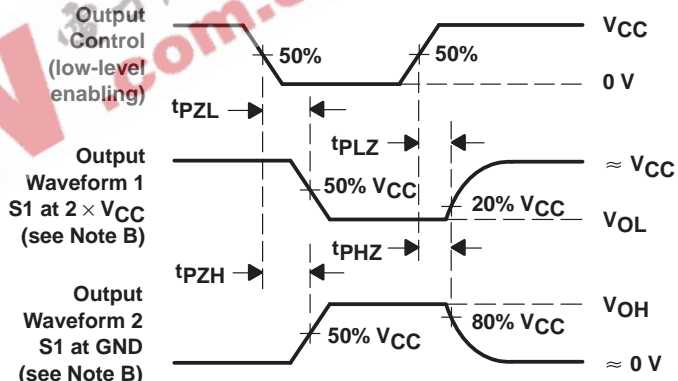 Output
Control
(low-level
enabling)
50%
50%
VCC
0 V
tPZL
tPLZ
Output
Waveform 1
S1 at 2 × VCC
(see Note B)
50% VCC
20% VCC
≈ VCC
VOL
tPZH
tPHZ
Output
Waveform 2
S1 at GND
(see Note B)
50% VCC
80% VCC
VOH
≈ 0 V
.com